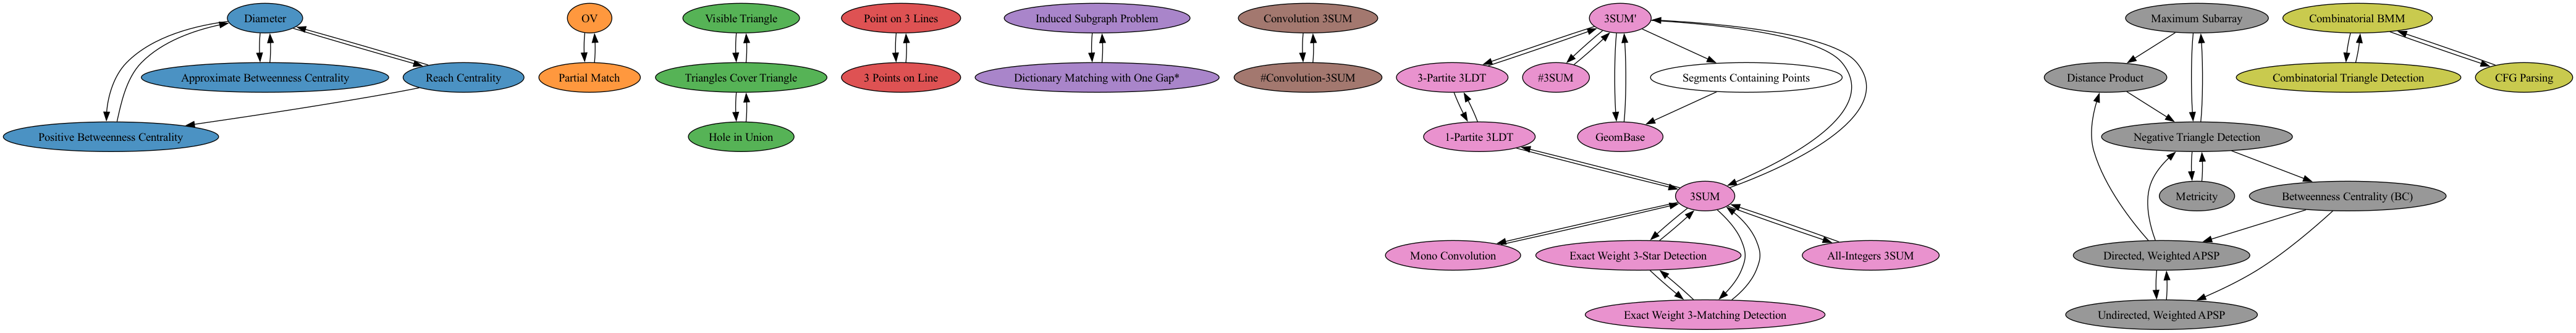 Diameter
OV
Visible Triangle
Point on 3 Lines
Induced Subgraph Problem
Convolution 3SUM
3SUM'
Maximum Subarray
Combinatorial BMM
Approximate Betweenness Centrality
Reach Centrality
Partial Match
Triangles Cover Triangle
3 Points on Line
Dictionary Matching with One Gap*
#Convolution-3SUM
3-Partite 3LDT
#3SUM
Segments Containing Points
Distance Product
Combinatorial Triangle Detection
CFG Parsing
Positive Betweenness Centrality
Hole in Union
1-Partite 3LDT
GeomBase
Negative Triangle Detection
3SUM
Metricity
Betweenness Centrality (BC)
Mono Convolution
Exact Weight 3-Star Detection
All-Integers 3SUM
Directed, Weighted APSP
Exact Weight 3-Matching Detection
Undirected, Weighted APSP